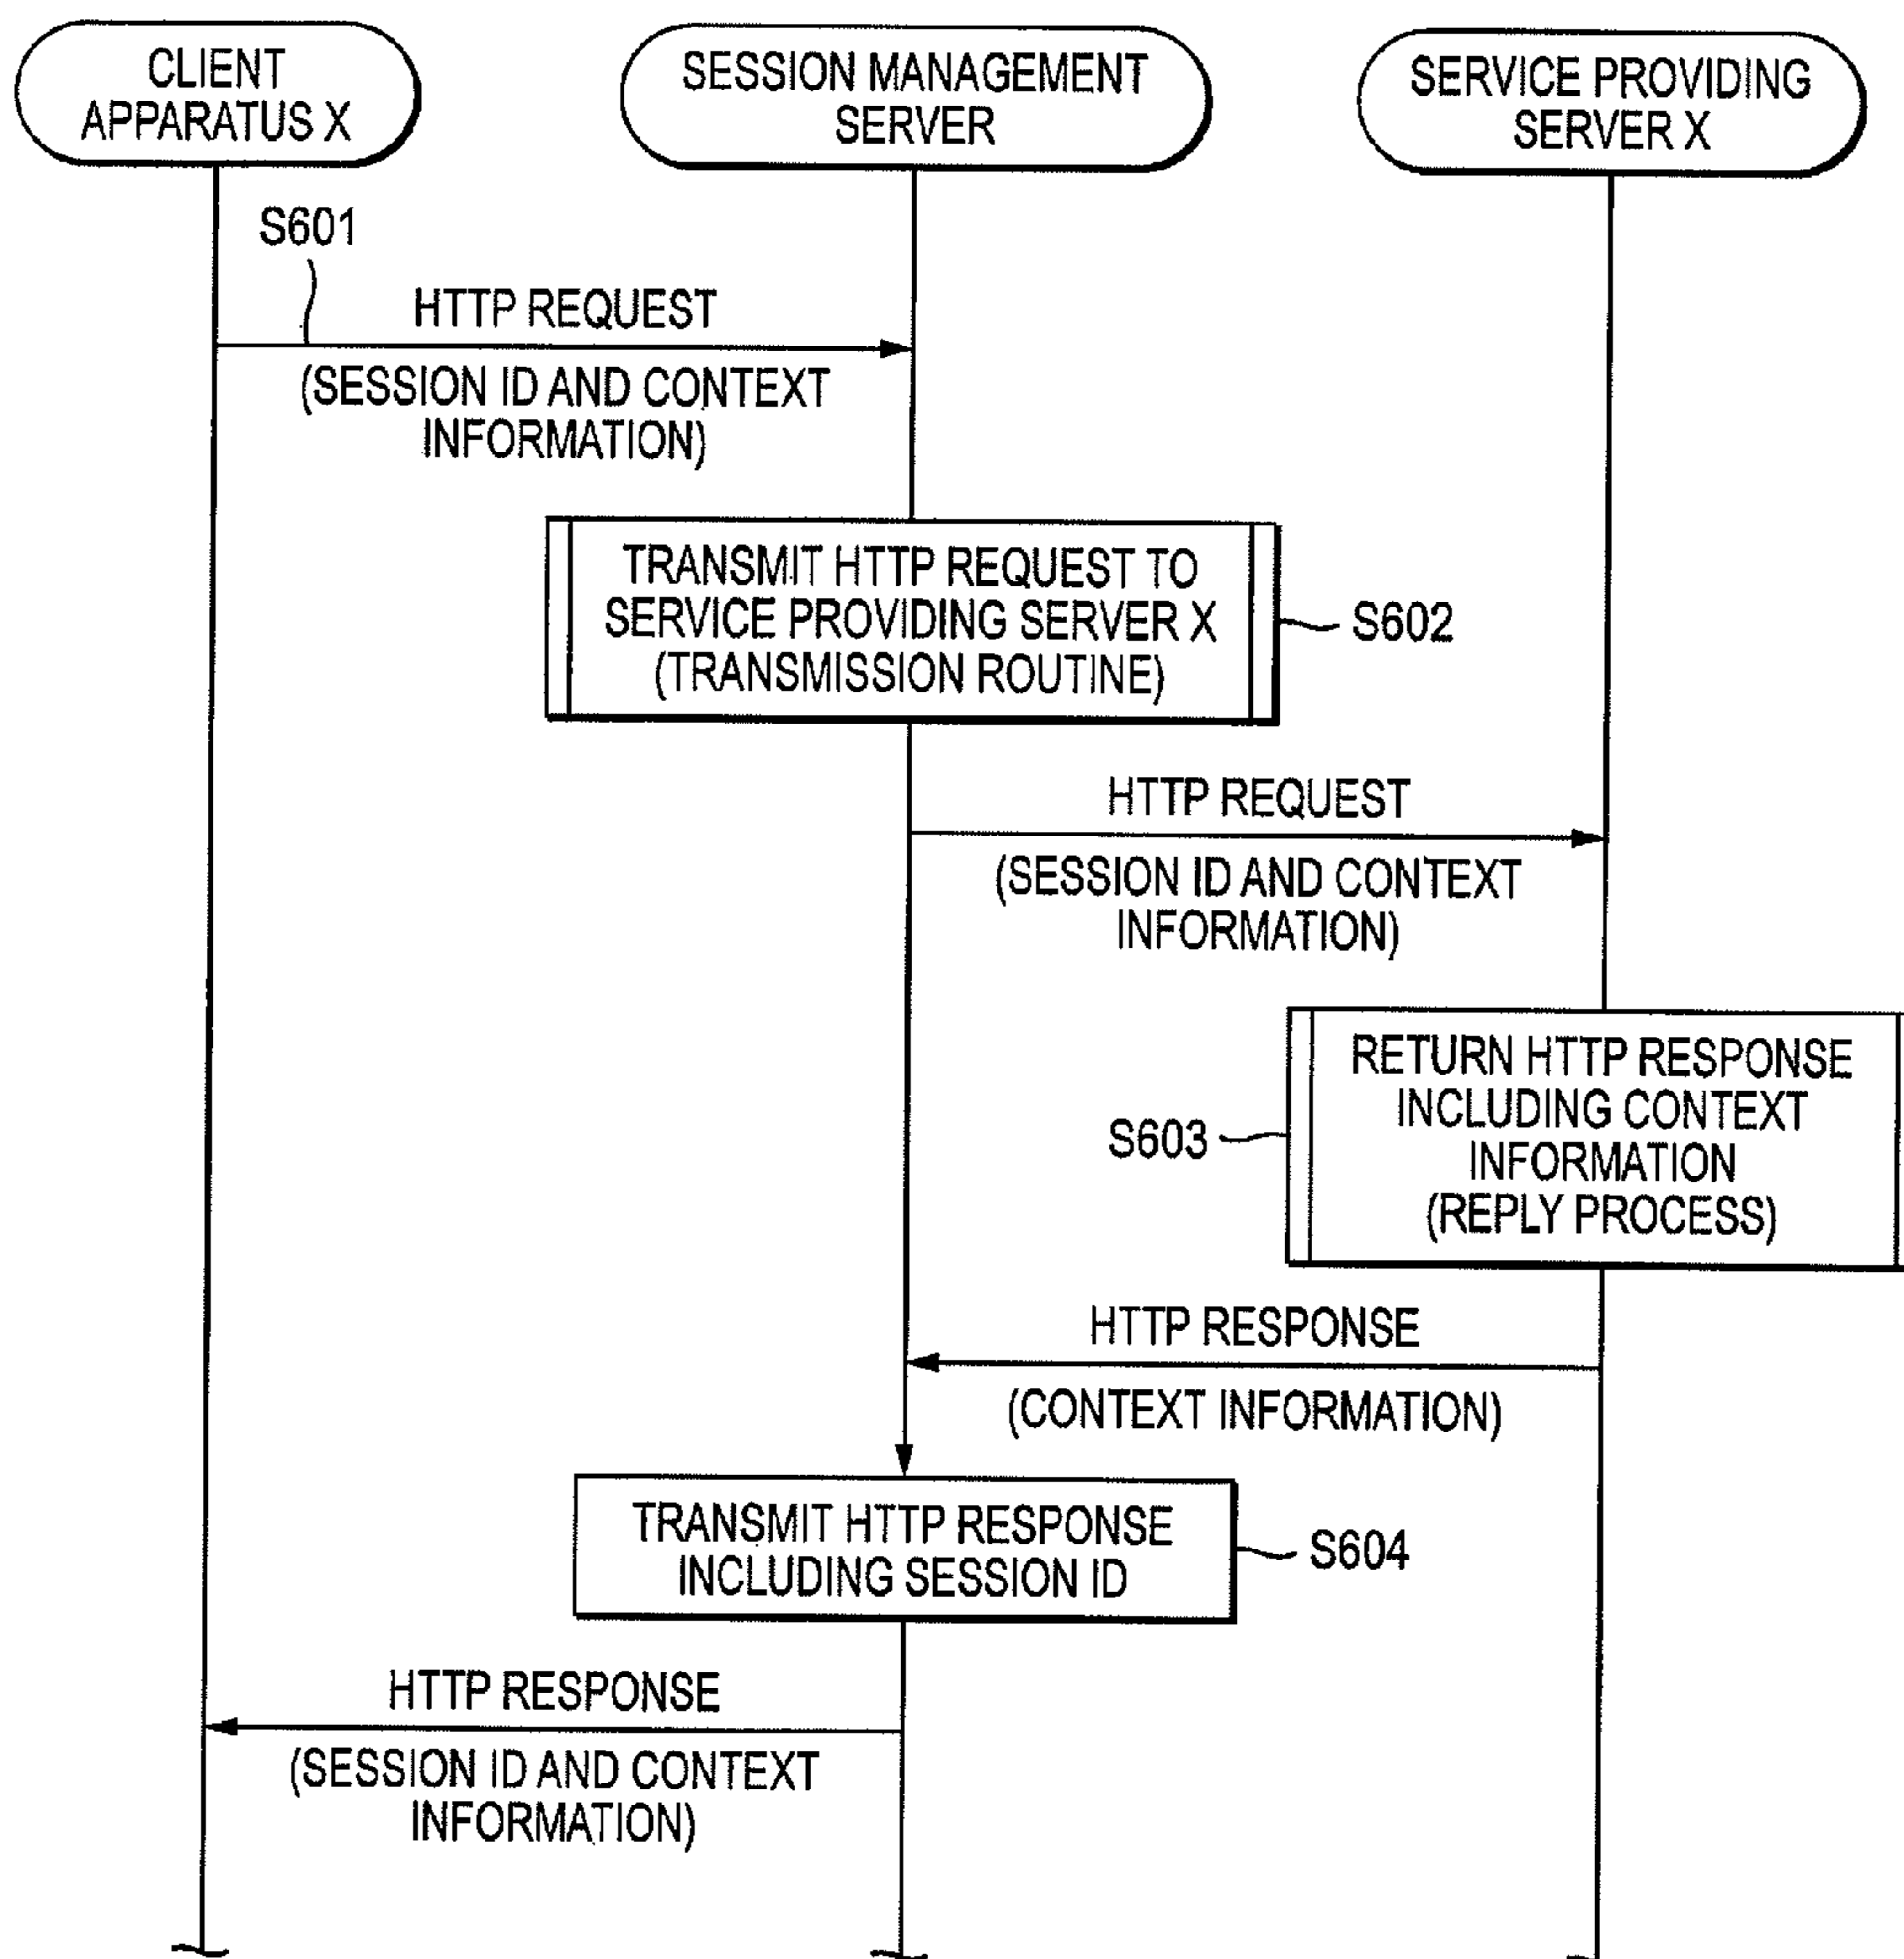 CLIENT
APPARATUS X
SESSION MANAGEMENT
SERVER
SERVICE PROVIDING
SERVER X
S601
HTTP REQUEST
(SESSION ID AND CONTEXT
INFORMATION)
TRANSMIT HTTP REQUEST TO
SERVICE PROVIDING SERVER X
(TRANSMISSION ROUTINE)
S602
HTTP REQUEST
(SESSION ID AND CONTEXT
INFORMATION)
RETURN HTTP RESPONSE
INCLUDING CONTEXT
INFORMATION
(REPLY PROCESS)
S603
HTTP RESPONSE
(CONTEXT INFORMATION)
TRANSMIT HTTP RESPONSE
INCLUDING SESSION ID
S604
HTTP RESPONSE
(SESSION ID AND CONTEXT
INFORMATION)